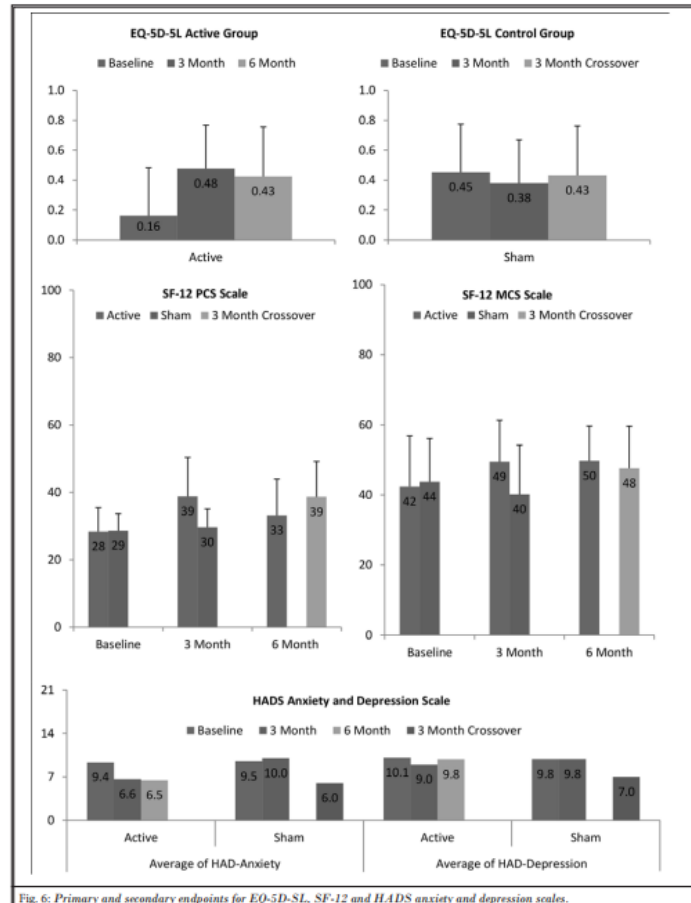 EQ-5D-5L Active Group
Baseline 3 Month 6 Month
1.0
0.8
0.6
0.4
0.2
0.0
0.16
0.48
0.43
Active
EQ-5D-5L Control Group
Baseline 3 Month 3 Month Crossover
1.0
0.8
0.6
0.4
0.2
0.0
0.45
0.38
0.43
Sham
SF-12 PCS Scale
Active Sham 3 Month Crossover
100
80
60
40
20
0
28 29
39 30
33 39
Baseline 3 Month 6 Month
SF-12 MCS Scale
Active Sham 3 Month Crossover
100
80
60
40
20
0
42 44
49 40
50 48
Baseline 3 Month 6 Month
HADS Anxiety and Depression Scale
Baseline 3 Month 6 Month 3 Month Crossover
21
14
7
0
9.4 6.6 6.5
9.5 10.0 6.0
10.1 9.0 9.8
9.8 9.8 7.0
Active Sham Active Sham
Average of HAD-Anxiety Average of HAD-Depression
Fig. 6: Primary and secondary endpoints for EQ-5D-SL, SF-12 and HADS anxiety and depression scales.